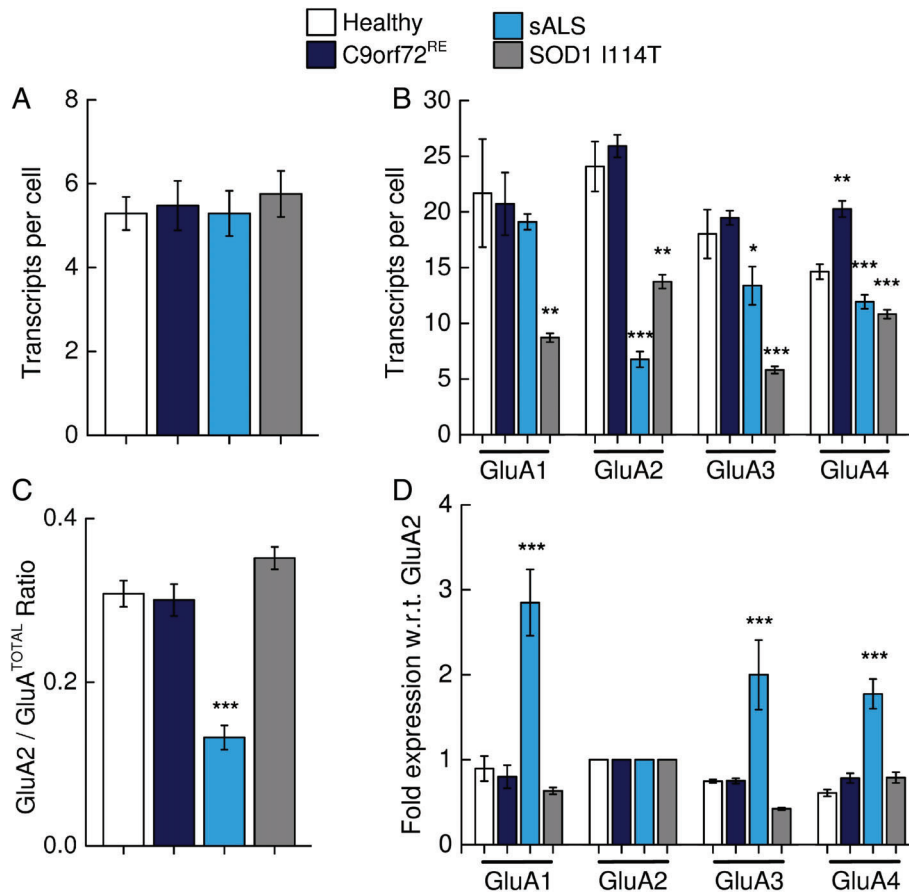 Healthy
sALS
C9orf72RE
SOD1 I114T
A
8
6
4
2
0
Transcripts per cell
B
30
25
20
15
10
5
0
Transcripts per cell
**
***
**
*
***
**
***
***
GluA1 GluA2 GluA3 GluA4
C
0.4
0.2
0.0
GluA2 / GluATOTAL Ratio
***
D
4
3
2
1
0
Fold expression w.r.t. GluA2
***
***
***
GluA1 GluA2 GluA3 GluA4